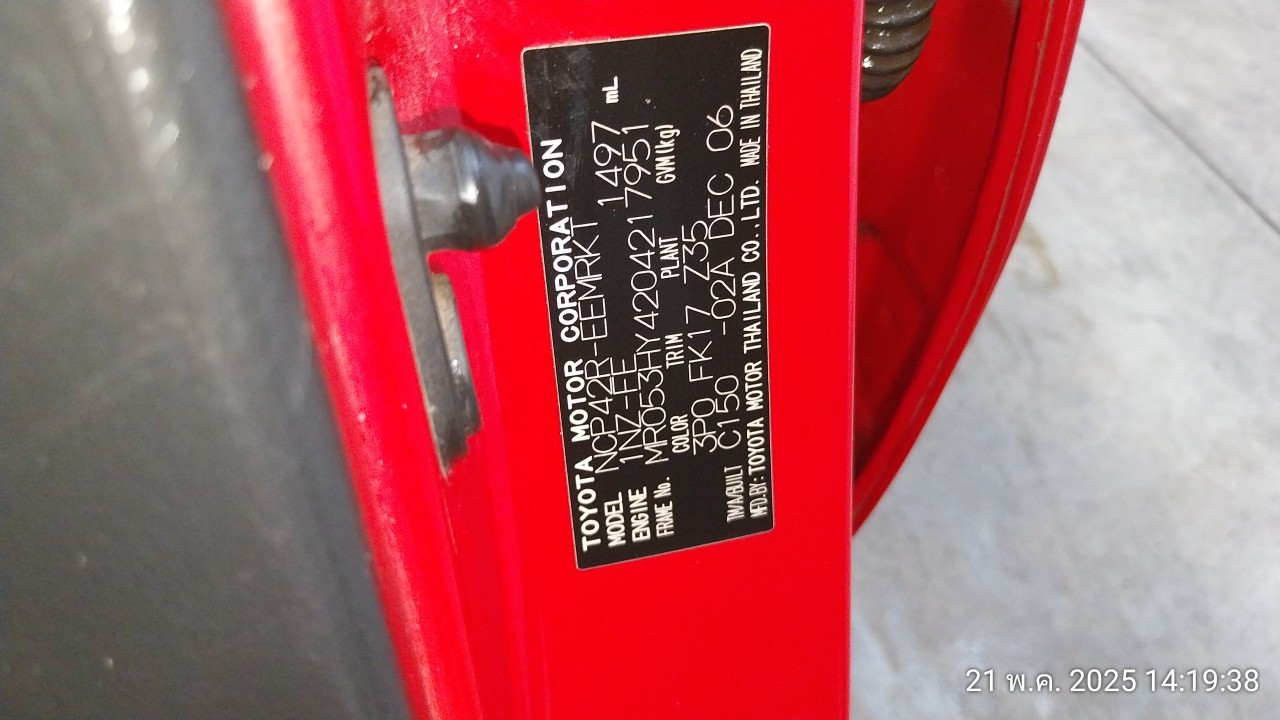 TOYOTA MOTOR CORPORATION
MODEL NCP42R-EEMRKT
ENGINE 1NZ-FE 1497 mL
FRAME No. MR053HY4204217951
COLOR TRIM PLANT GVM(kg)
3P0 FK17 Z35
T/M/A/BUILT C150 -02A DEC 06
MFD.BY: TOYOTA MOTOR THAILAND CO.,LTD. MADE IN THAILAND
21 พ.ค. 2025 14:19:38